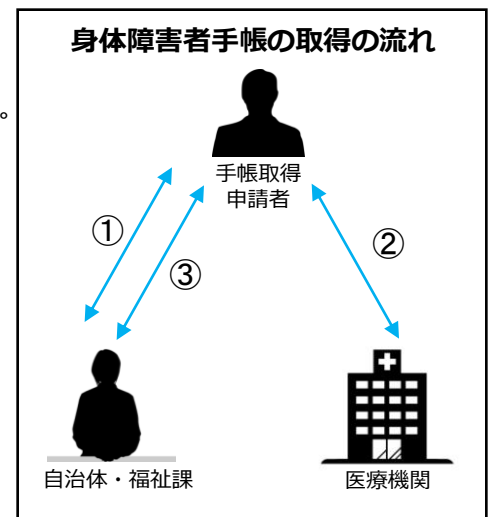 身体障害者手帳の取得の流れ
。
手帳取得
申請者
①
②
③
自治体・福祉課
医療機関